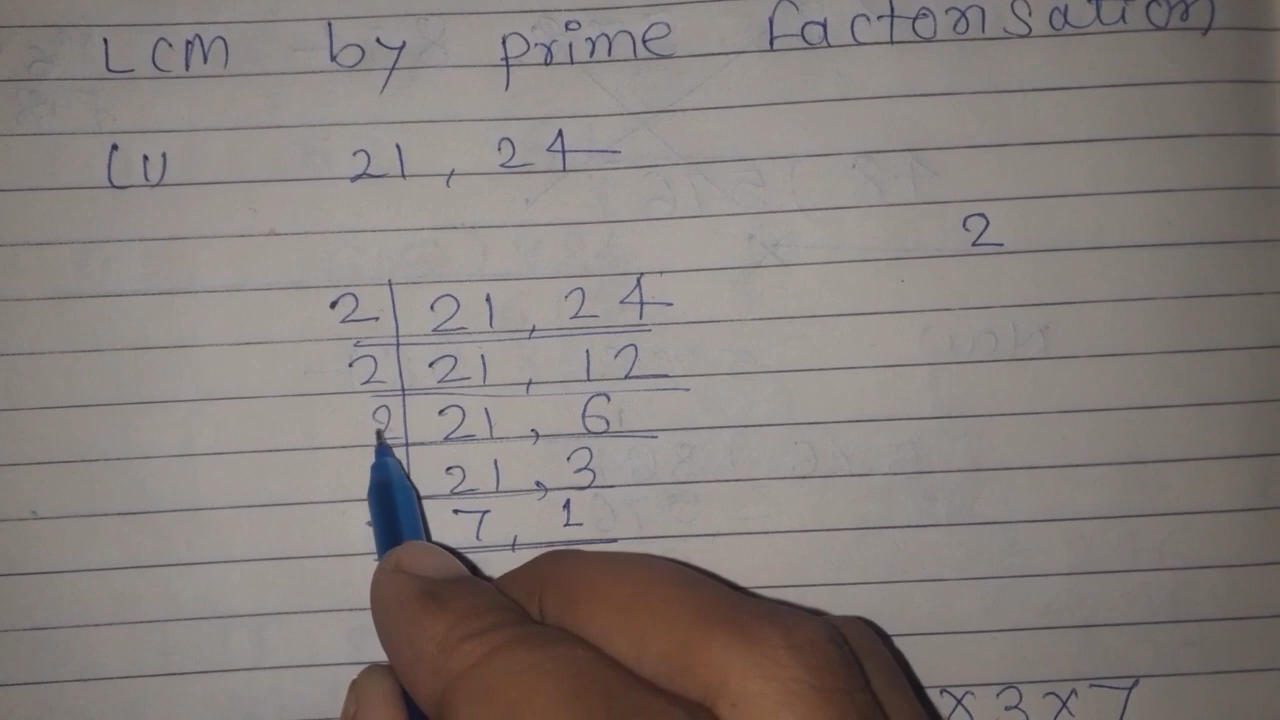 LCM by prime factorisation
(1) 21, 24
2
2 | 21, 24
2 | 21, 12
2 | 21, 6
21, 3
7, 1
x 3 x 7